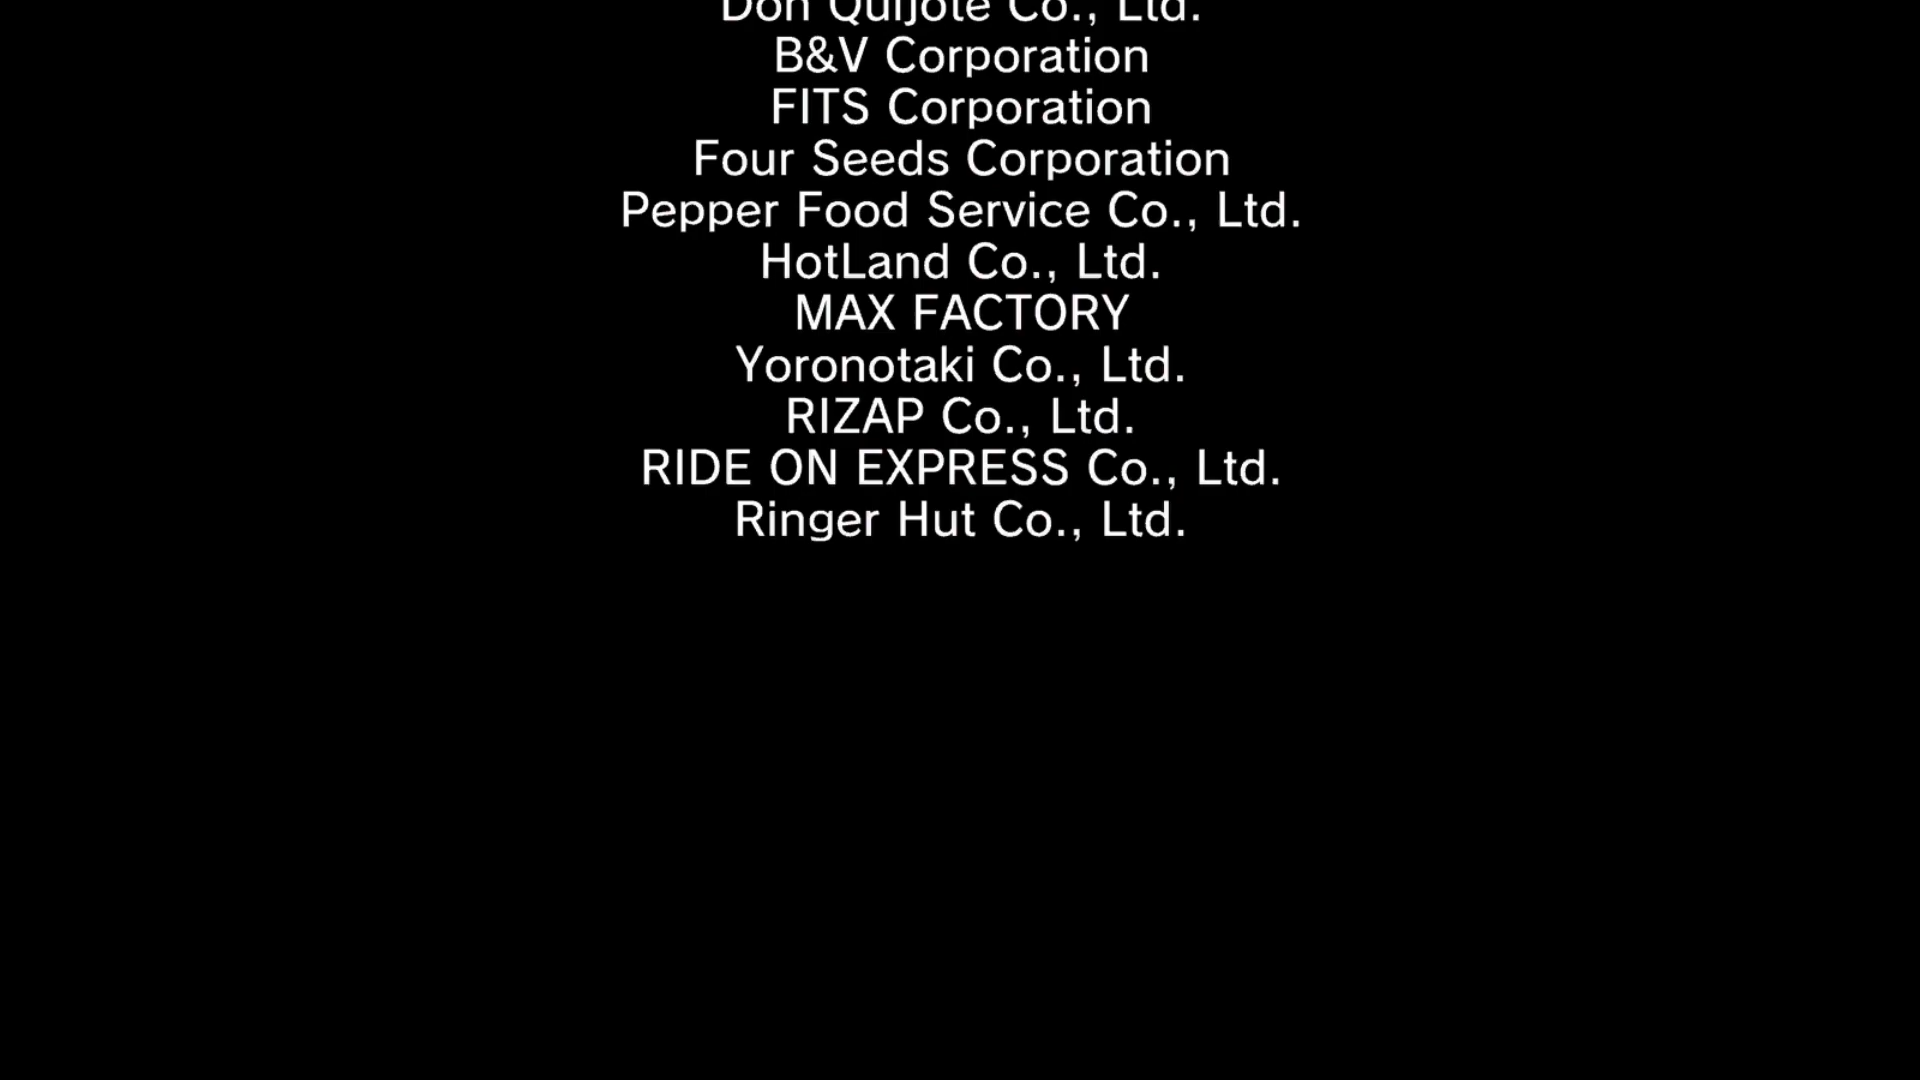 Don Quijote Co., Ltd.
B&V Corporation
FITS Corporation
Four Seeds Corporation
Pepper Food Service Co., Ltd.
HotLand Co., Ltd.
MAX FACTORY
Yoronotaki Co., Ltd.
RIZAP Co., Ltd.
RIDE ON EXPRESS Co., Ltd.
Ringer Hut Co., Ltd.